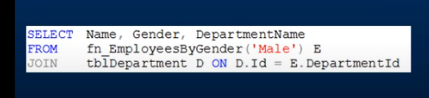 SELECT Name, Gender, DepartmentName
FROM fn_EmployeesByGender('Male') E
JOIN tblDepartment D ON D.Id = E.DepartmentId